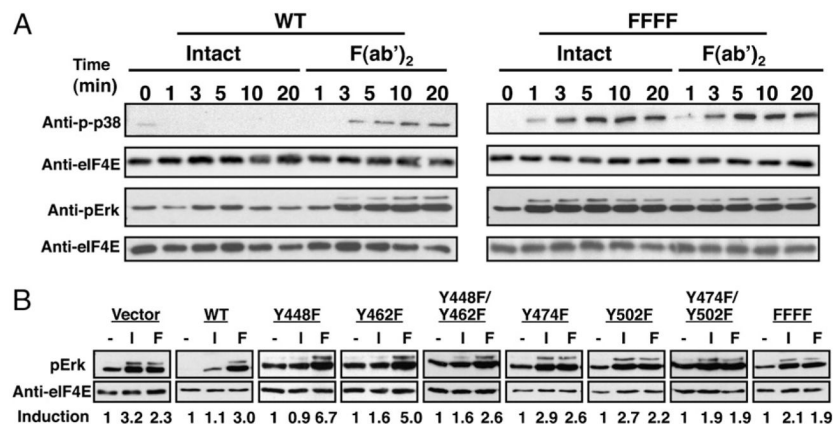 A
WT FFFF
Intact F(ab')2 Intact F(ab')2
Time
(min)
0 1 3 5 10 20 1 3 5 10 20 0 1 3 5 10 20 1 3 5 10 20
Anti-p-p38
Anti-eIF4E
Anti-pErk
Anti-eIF4E
B
Vector WT Y448F Y462F Y448F/ Y462F Y474F Y502F Y474F/ Y502F FFFF
- I F - I F - I F - I F - I F - I F - I F - I F - I F
pErk
Anti-eIF4E
Induction 1 3.2 2.3 1 1.1 3.0 1 0.9 6.7 1 1.6 5.0 1 1.6 2.6 1 2.9 2.6 1 2.7 2.2 1 1.9 1.9 1 2.1 1.9